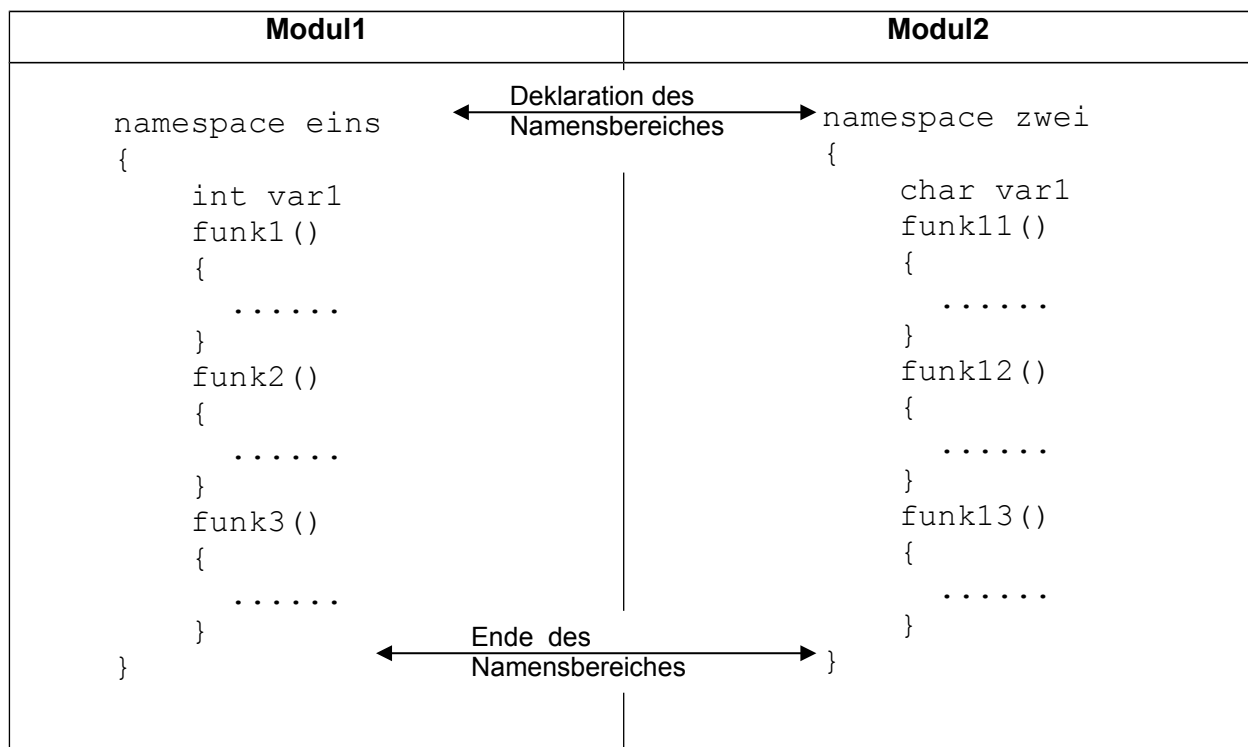 Modul1
Modul2
Deklaration des
Namensbereiches
namespace eins
{
int var1
funk1()
{
......
}
funk2()
{
......
}
funk3()
{
......
}
}
namespace zwei
{
char var1
funk11()
{
......
}
funk12()
{
......
}
funk13()
{
......
}
}
Ende des
Namensbereiches